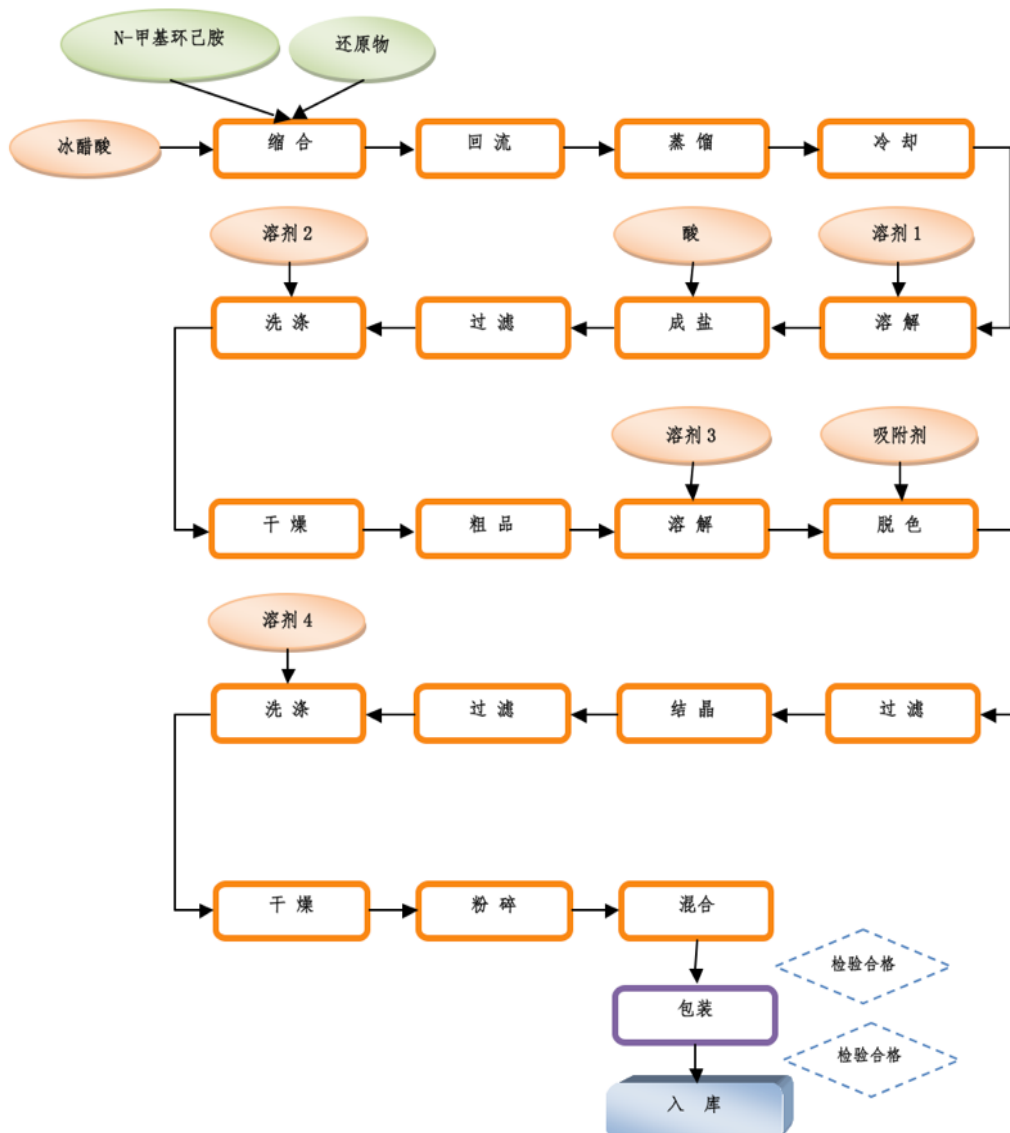 N-甲基环己胺
还原物
冰醋酸
缩 合
回 流
蒸 馏
冷 却
溶剂 2
酸
溶剂 1
洗 涤
过 滤
成 盐
溶 解
溶剂 3
吸附剂
干 燥
粗 品
溶 解
脱 色
溶剂 4
洗 涤
过 滤
结 晶
过 滤
干 燥
粉 碎
混合
检验合格
包装
检验合格
入 库